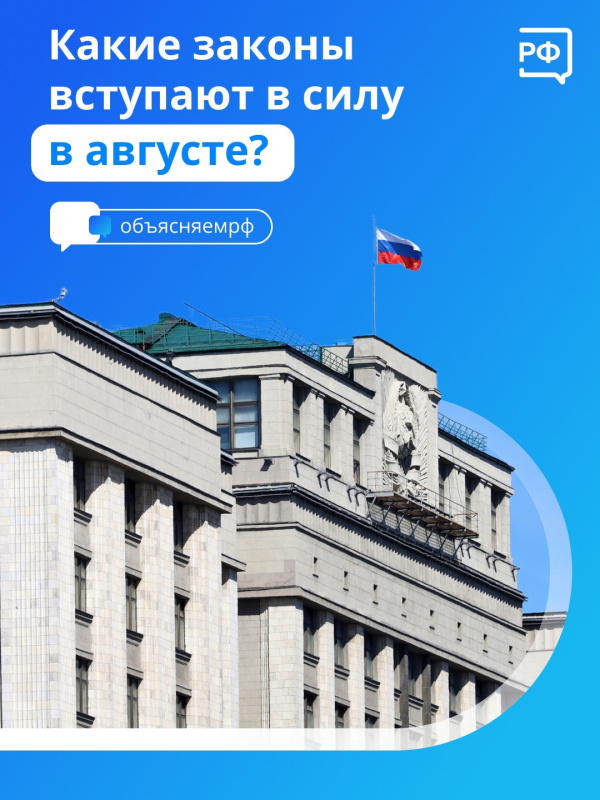 Какие законы
вступают в силу
в августе?
РФ
объясняемрф